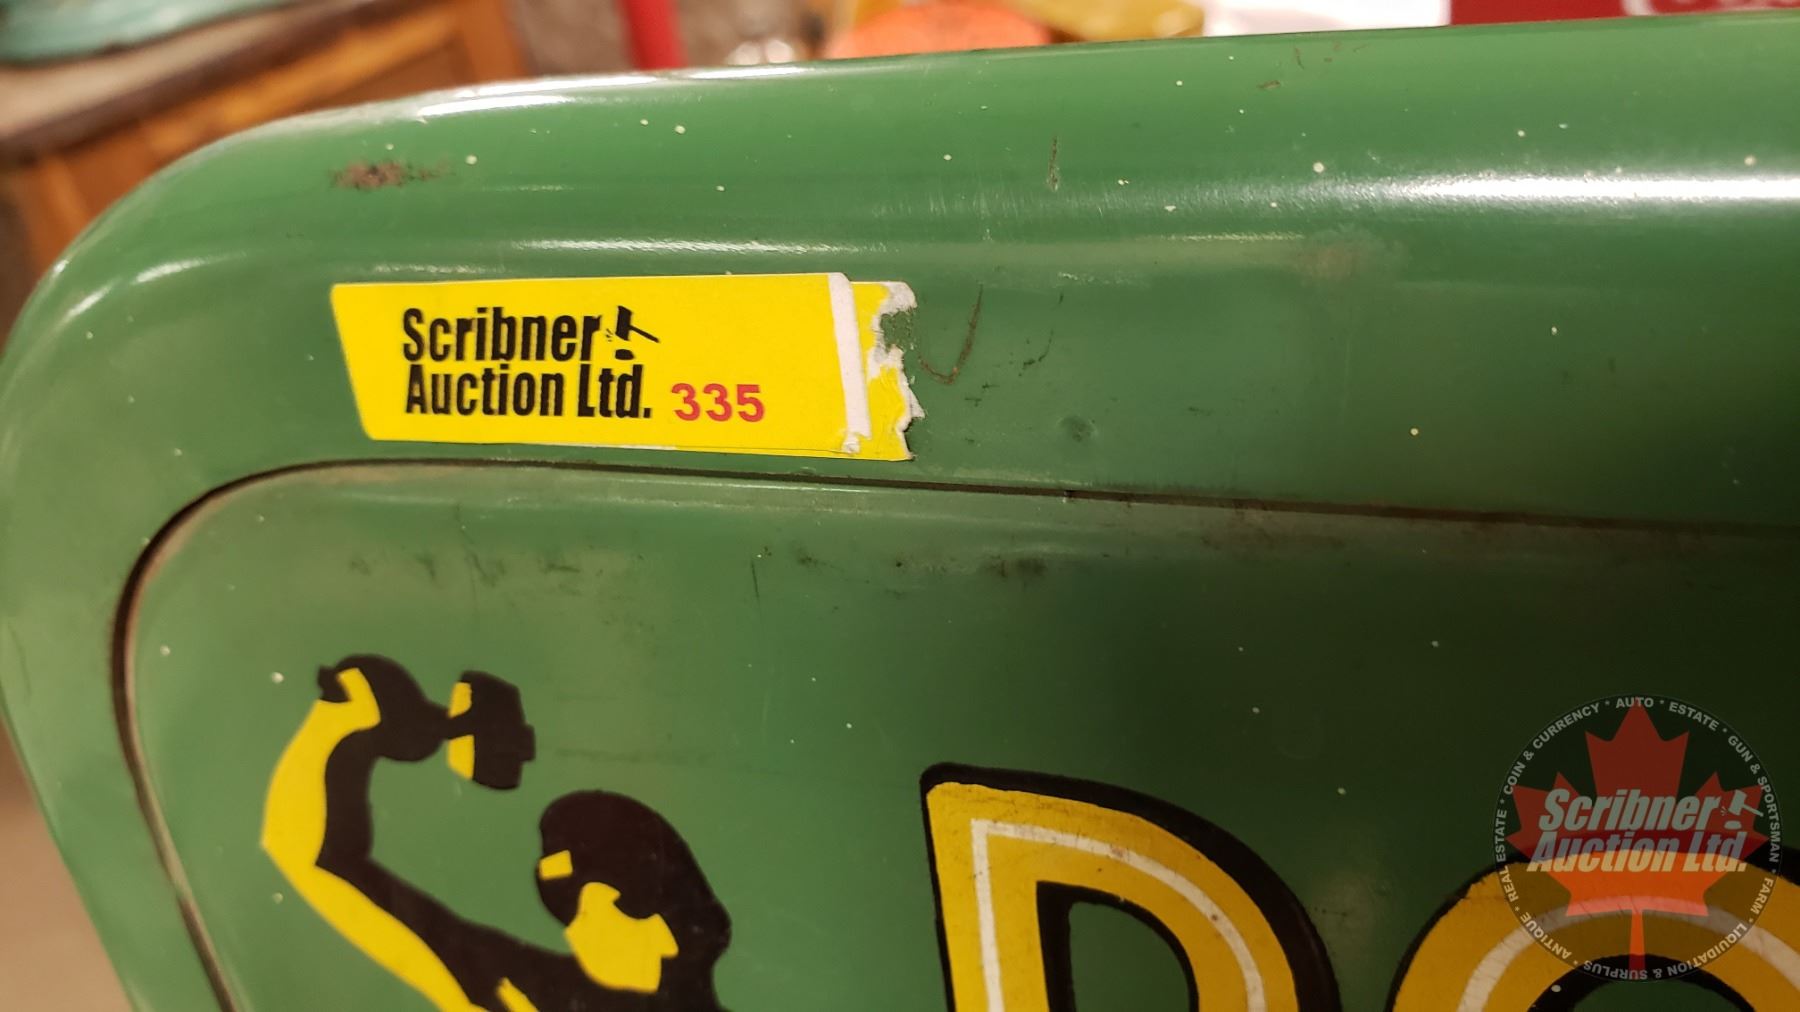 Scribner
Auction Ltd. 335
AUTO * ESTATE * GUN & SPORTSMAN * FARM * LIQUIDATION & SURPLUS * ANTIQUE * REAL ESTATE * COIN & CURRENCY *
Scribner
Auction Ltd.